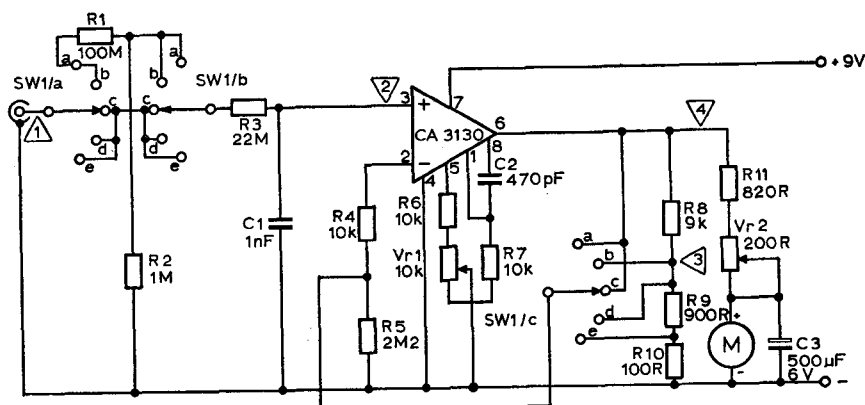 R1
100M
a
b
c
d
e
SW1/a
1
a
b
c
d
e
SW1/b
R2
1M
R3
22M
C1
1nF
2
3
+
CA 3130
2
−
7
6
8
1
5
4
+9V
C2
470pF
R4
10k
R5
2M2
R6
10k
Vr1
10k
R7
10k
SW1/c
a
b
c
d
e
4
R8
9k
3
R9
900R
R10
100R
R11
820R
Vr2
200R
+
M
-
C3
500µF
6V
-